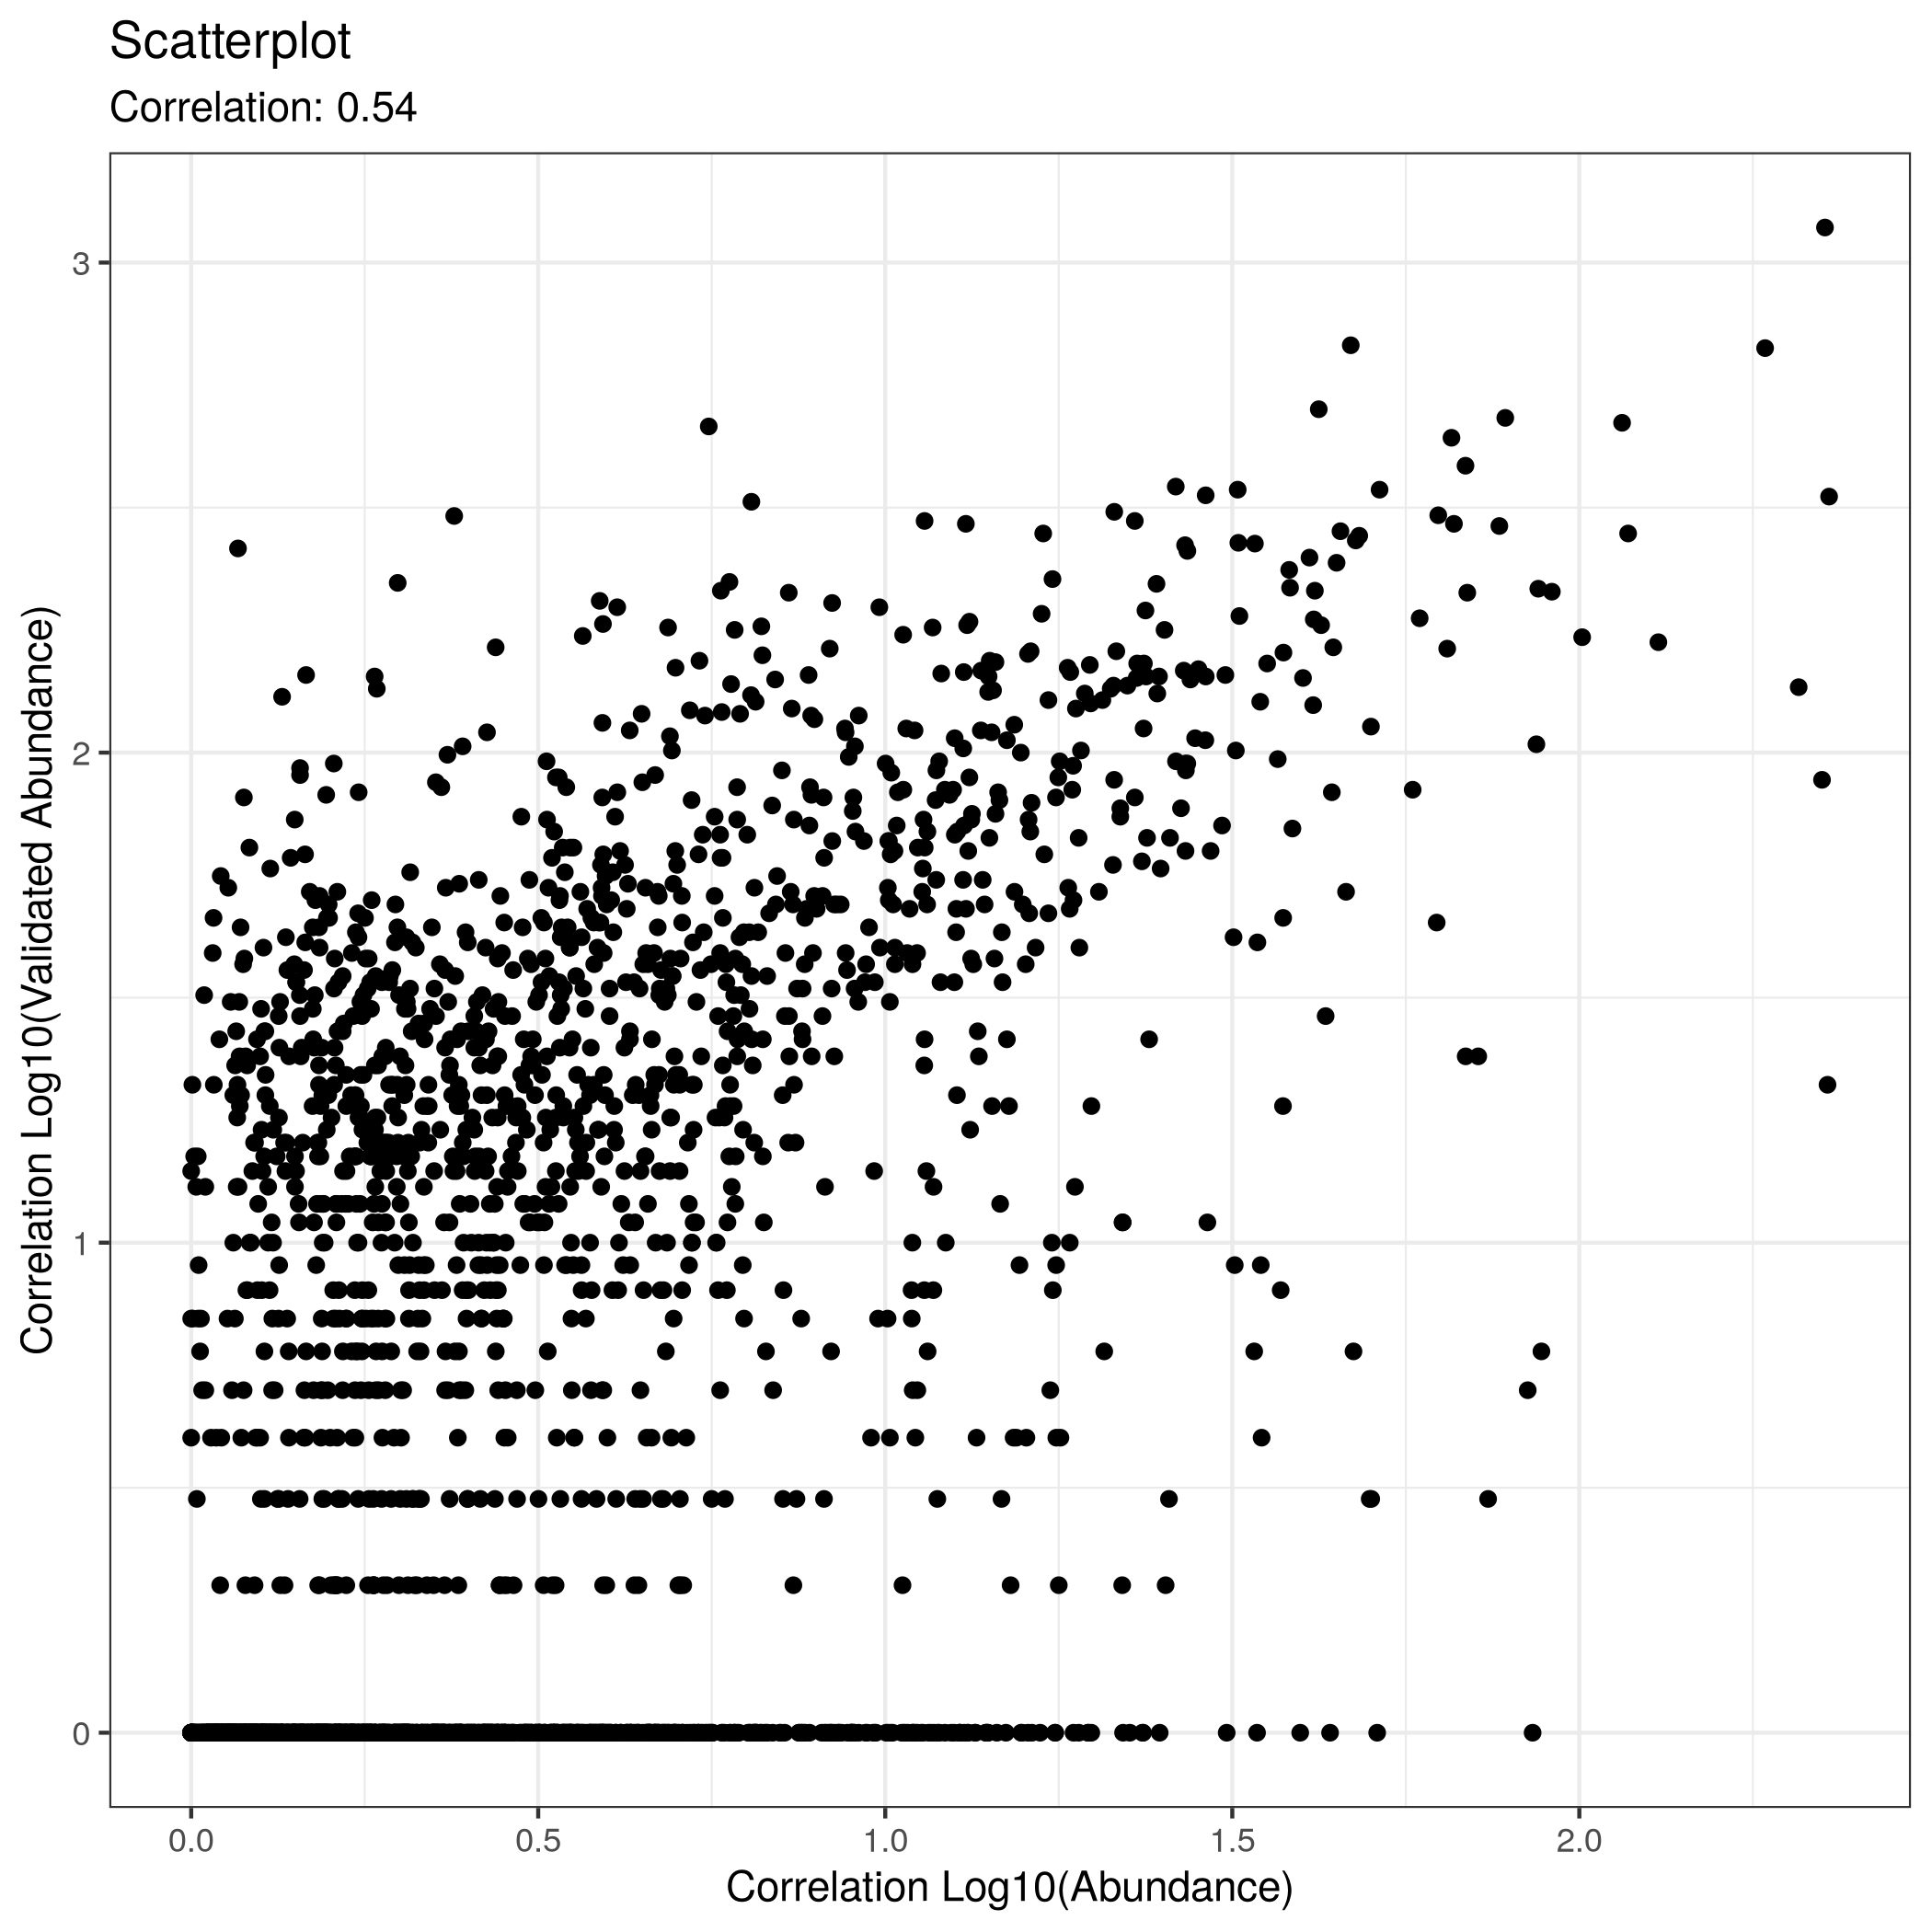 Scatterplot
Correlation: 0.54
Correlation Log10(Validated Abundance)
3
2
1
0
0.0 0.5 1.0 1.5 2.0
Correlation Log10(Abundance)